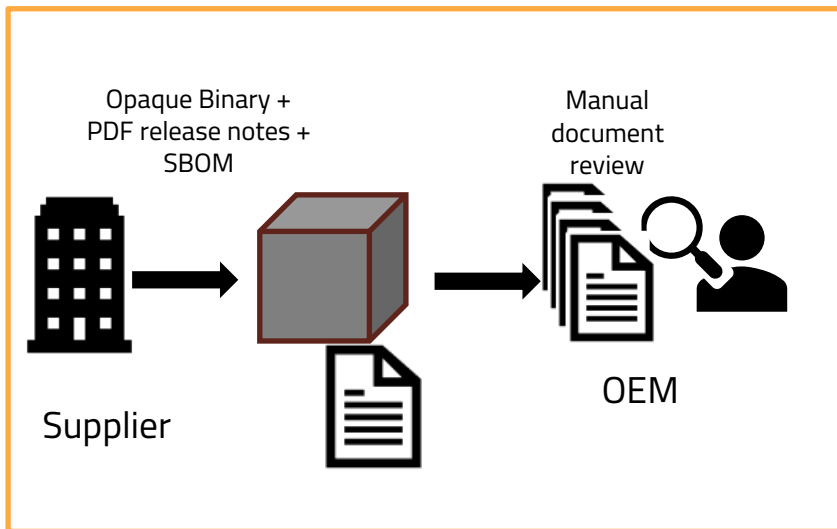 Opaque Binary +
PDF release notes +
SBOM
Manual
document
review
Supplier
OEM